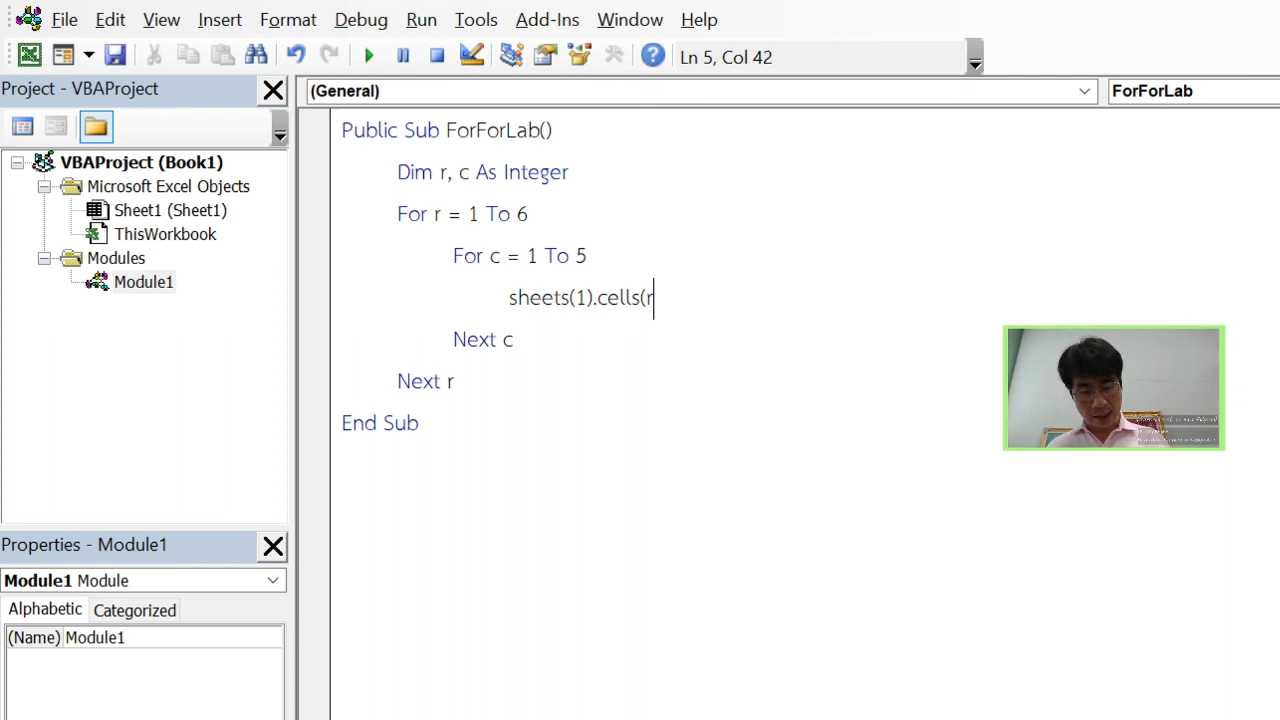 File Edit View Insert Format Debug Run Tools Add-Ins Window Help
Ln 5, Col 42
Project - VBAProject
(General)
ForForLab
VBAProject (Book1)
Microsoft Excel Objects
Sheet1 (Sheet1)
ThisWorkbook
Modules
Module1
Public Sub ForForLab()
Dim r, c As Integer
For r = 1 To 6
For c = 1 To 5
sheets(1).cells(r
Next c
Next r
End Sub
Properties - Module1
Module1 Module
Alphabetic Categorized
(Name) Module1